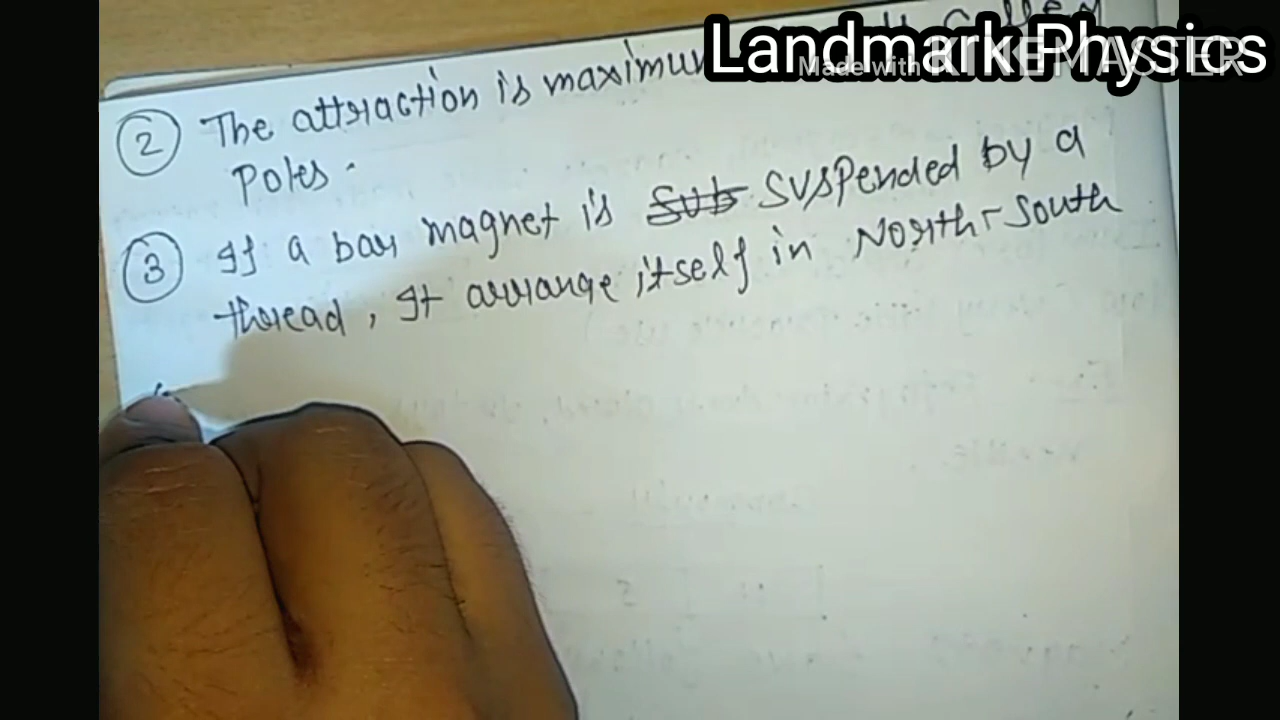 Landmark Physics
Made with KINEMASTER
② The attraction is maximum
Poles.
③ If a bar magnet is Sub SUSPended by a
thread, It arrange itself in North-South